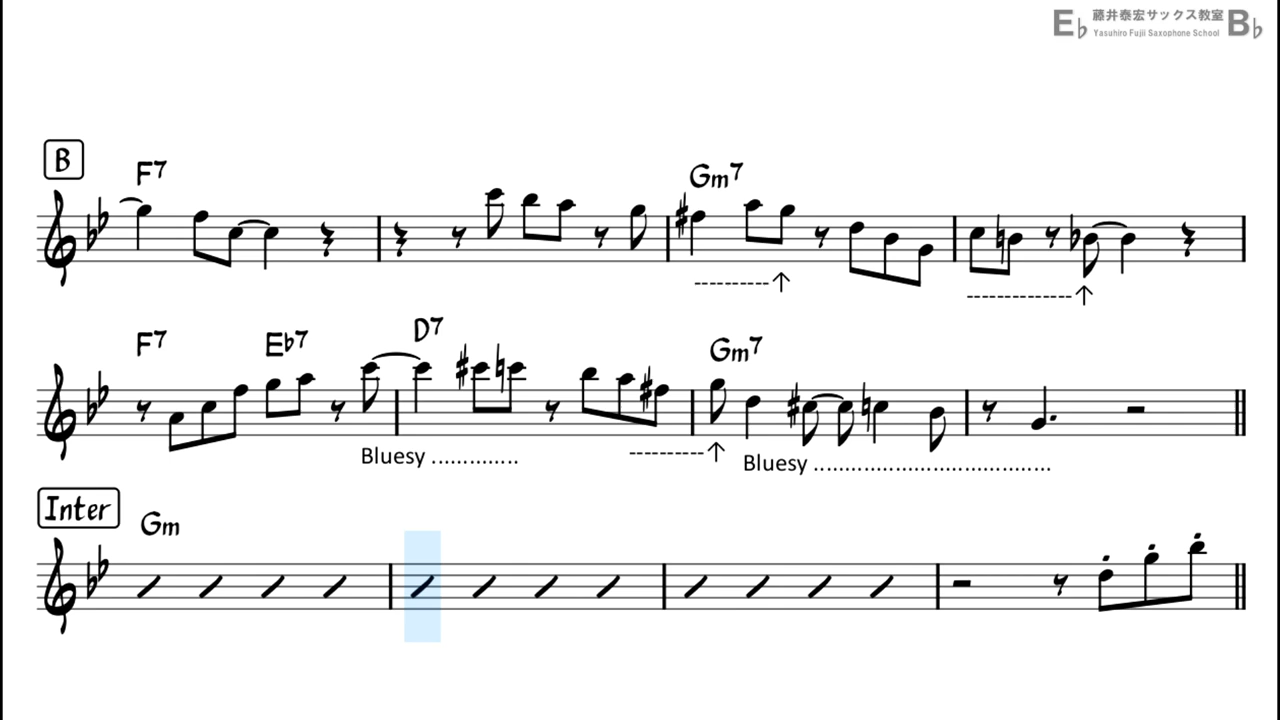 E♭ 藤井泰宏サックス教室 B♭
Yasuhiro Fujii Saxophone School
B
F7 Gm7
----------↑ --------------↑
F7 E♭7 D7 Gm7
Bluesy ............. ----------↑ Bluesy ...................................
Inter
Gm